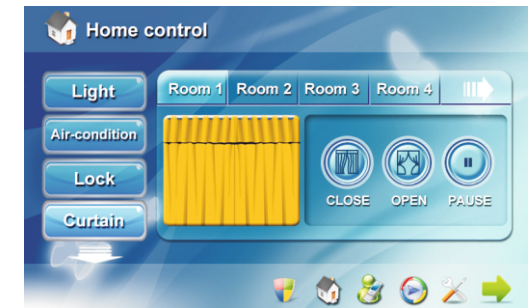 Home control
Light
Room 1 Room 2 Room 3 Room 4
Air-condition
Lock
Curtain
CLOSE OPEN PAUSE